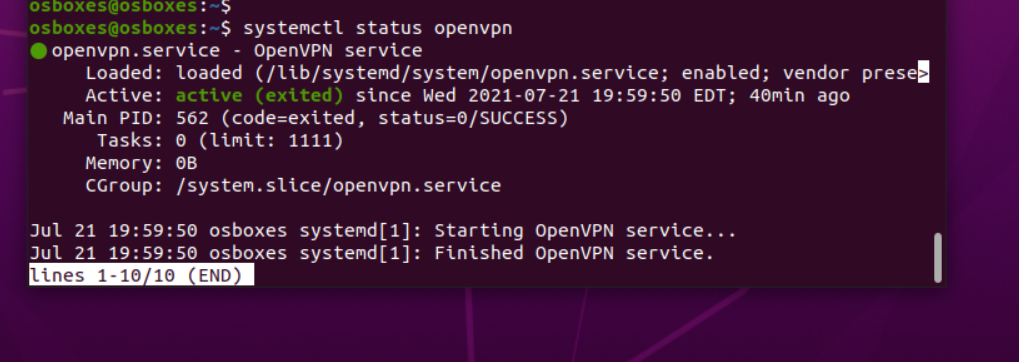 osboxes@osboxes:~$
osboxes@osboxes:~$ systemctl status openvpn
openvpn.service - OpenVPN service
Loaded: loaded (/lib/systemd/system/openvpn.service; enabled; vendor prese>
Active: active (exited) since Wed 2021-07-21 19:59:50 EDT; 40min ago
Main PID: 562 (code=exited, status=0/SUCCESS)
Tasks: 0 (limit: 1111)
Memory: 0B
CGroup: /system.slice/openvpn.service
Jul 21 19:59:50 osboxes systemd[1]: Starting OpenVPN service...
Jul 21 19:59:50 osboxes systemd[1]: Finished OpenVPN service.
lines 1-10/10 (END)